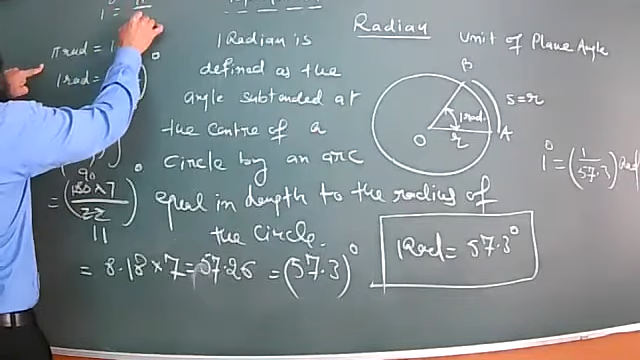 Radian
Unit of Plane Angle
1° = π
π rad = 1
1 rad =
1 Radian is
defined as the
angle subtended at
the centre of a
circle by an arc
equal in length to the radius of
the circle.
B
S=r
1 rad.
O
r
A
1° = (1/57.3) Rad
= (180×7/22)°
90
11
= 8.18×7=57.26 = (57.3)°
1Rad = 57.3°